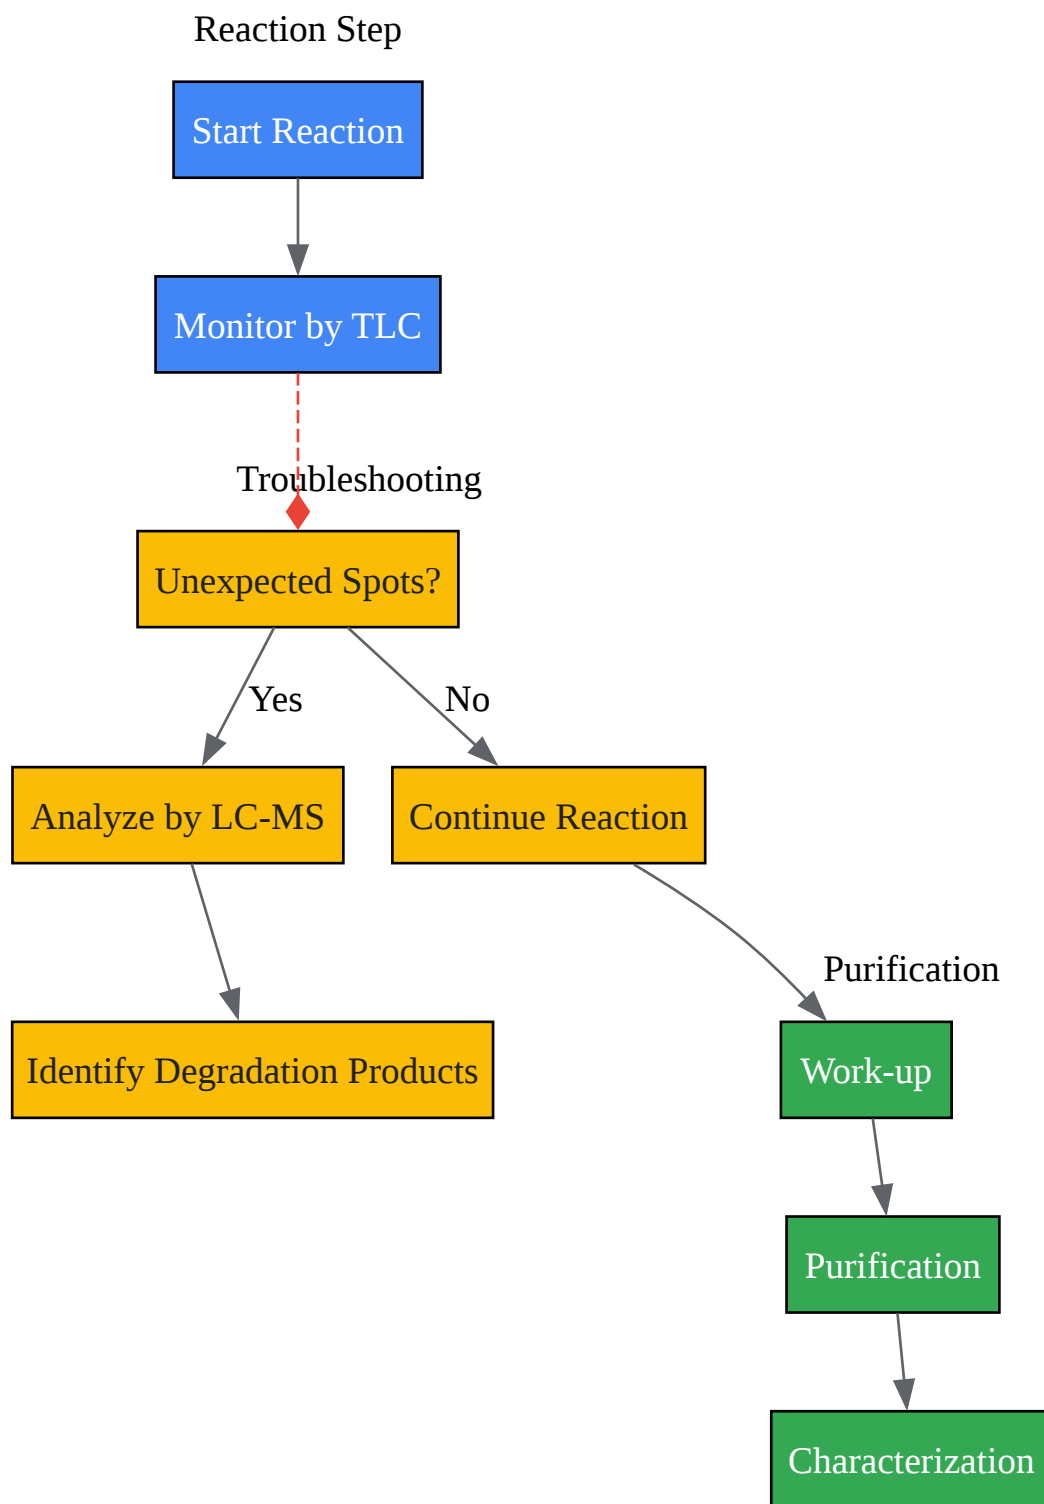 Reaction Step
Start Reaction
Monitor by TLC
Troubleshooting
Unexpected Spots?
Yes
No
Analyze by LC-MS
Continue Reaction
Purification
Identify Degradation Products
Work-up
Purification
Characterization